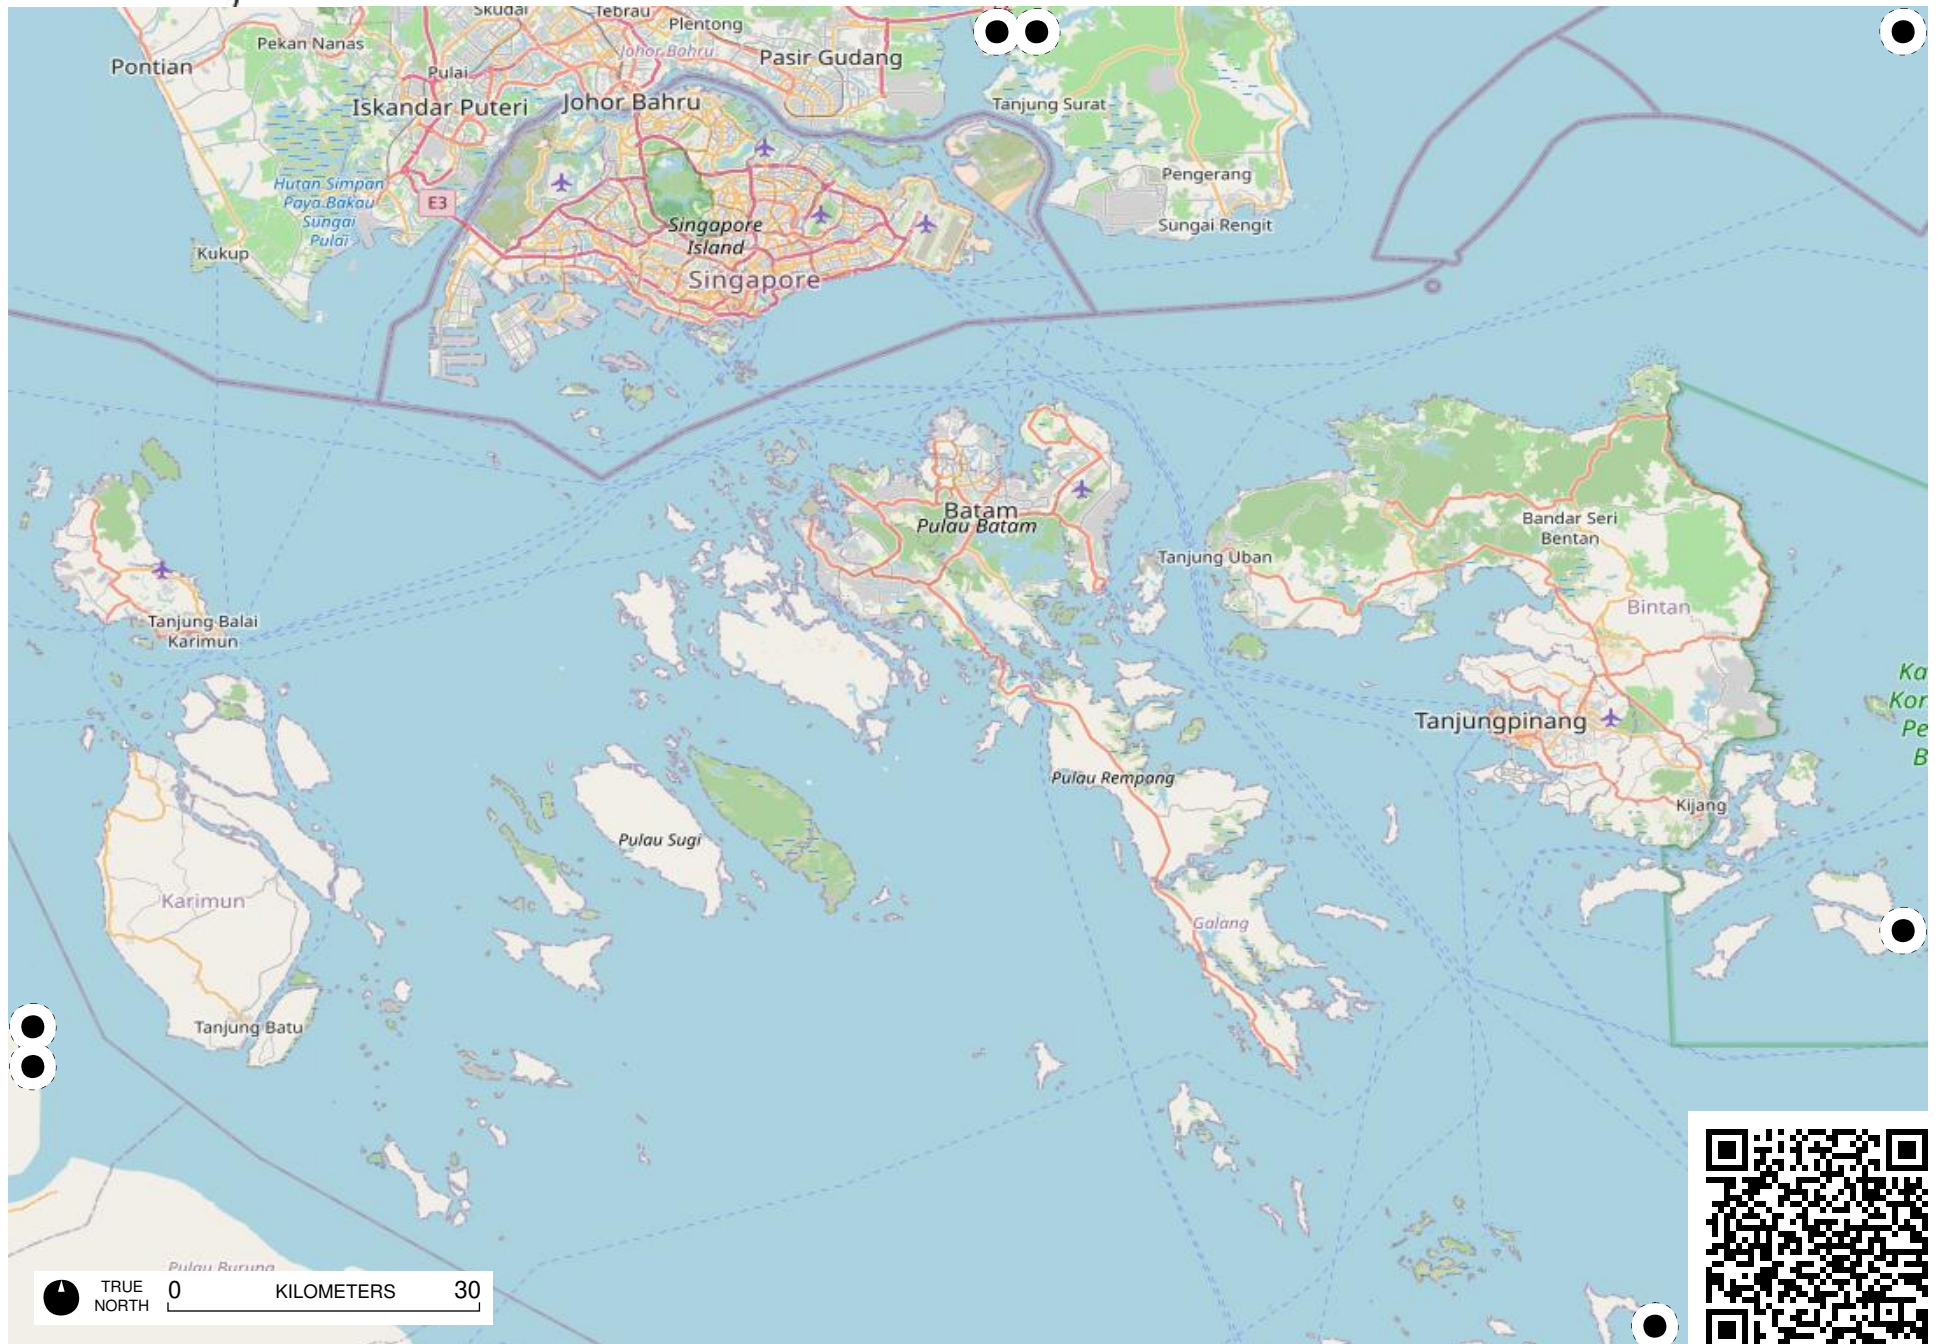 Skudai
Tebrau
Plentong
Pekan Nanas
Johor Bahru
Pontian
Pulai
Pasir Gudang
Iskandar Puteri
Johor Bahru
Tanjung Surat
Hutan Simpan
Paya Bakau
Sungai
Pulai
E3
Pengerang
Singapore
Island
Sungai Rengit
Kukup
Singapore
Batam
Pulau Batam
Bandar Seri
Bentan
Tanjung Uban
Bintan
Tanjung Balai
Karimun
Ka
Kor
Pe
B
Tanjungpinang
Pulau Rempang
Kijang
Pulau Sugi
Karimun
Galang
Tanjung Batu
Pulau Burung
TRUE
NORTH
0
KILOMETERS
30